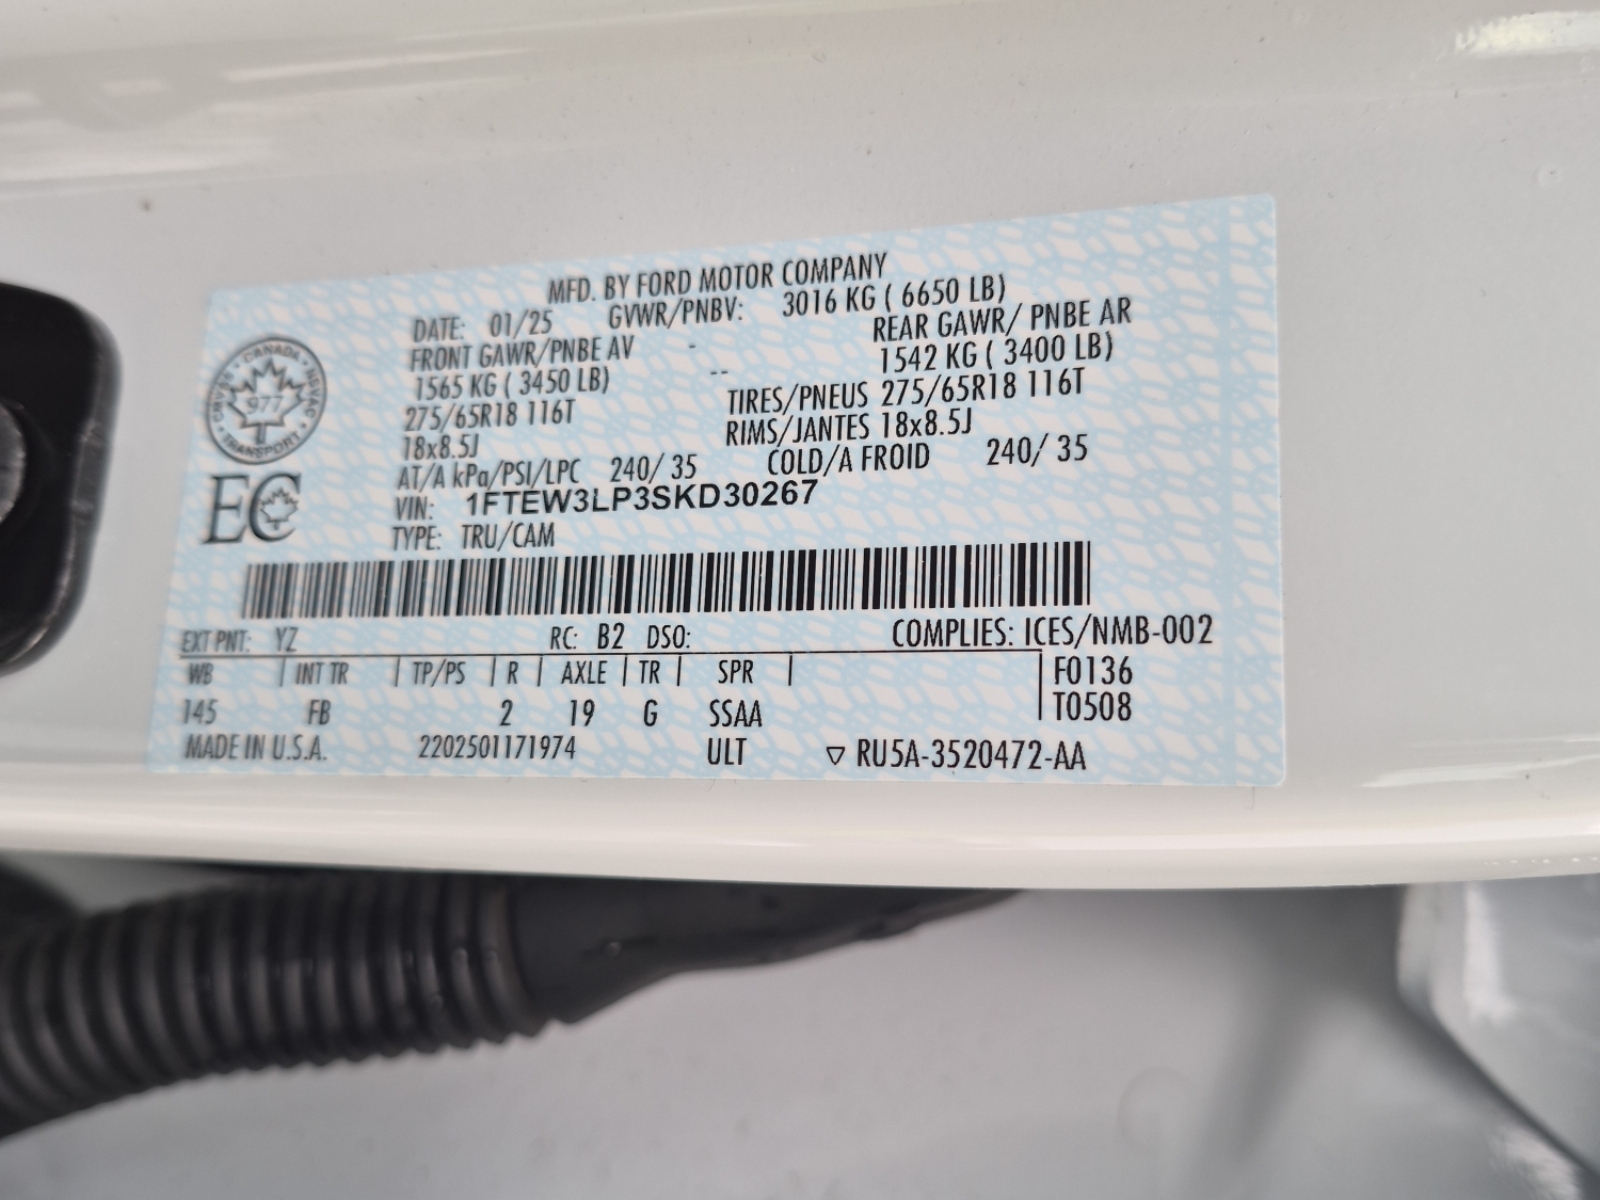 MFD. BY FORD MOTOR COMPANY
DATE: 01/25 GVWR/PNBV: 3016 KG ( 6650 LB)
FRONT GAWR/PNBE AV - REAR GAWR/ PNBE AR
1565 KG ( 3450 LB) -- 1542 KG ( 3400 LB)
275/65R18 116T TIRES/PNEUS 275/65R18 116T
18x8.5J RIMS/JANTES 18x8.5J
AT/A kPa/PSI/LPC 240/ 35 COLD/A FROID 240/ 35
VIN: 1FTEW3LP3SKD30267
TYPE: TRU/CAM
CANADA
CMVSS NSVAC
977
TRANSPORT
EC
EXT PNT: YZ RC: B2 DSO: COMPLIES: ICES/NMB-002
WB | INT TR | TP/PS | R | AXLE | TR | SPR | F0136
145 FB 2 19 G SSAA T0508
MADE IN U.S.A. 2202501171974 ULT ▽ RU5A-3520472-AA